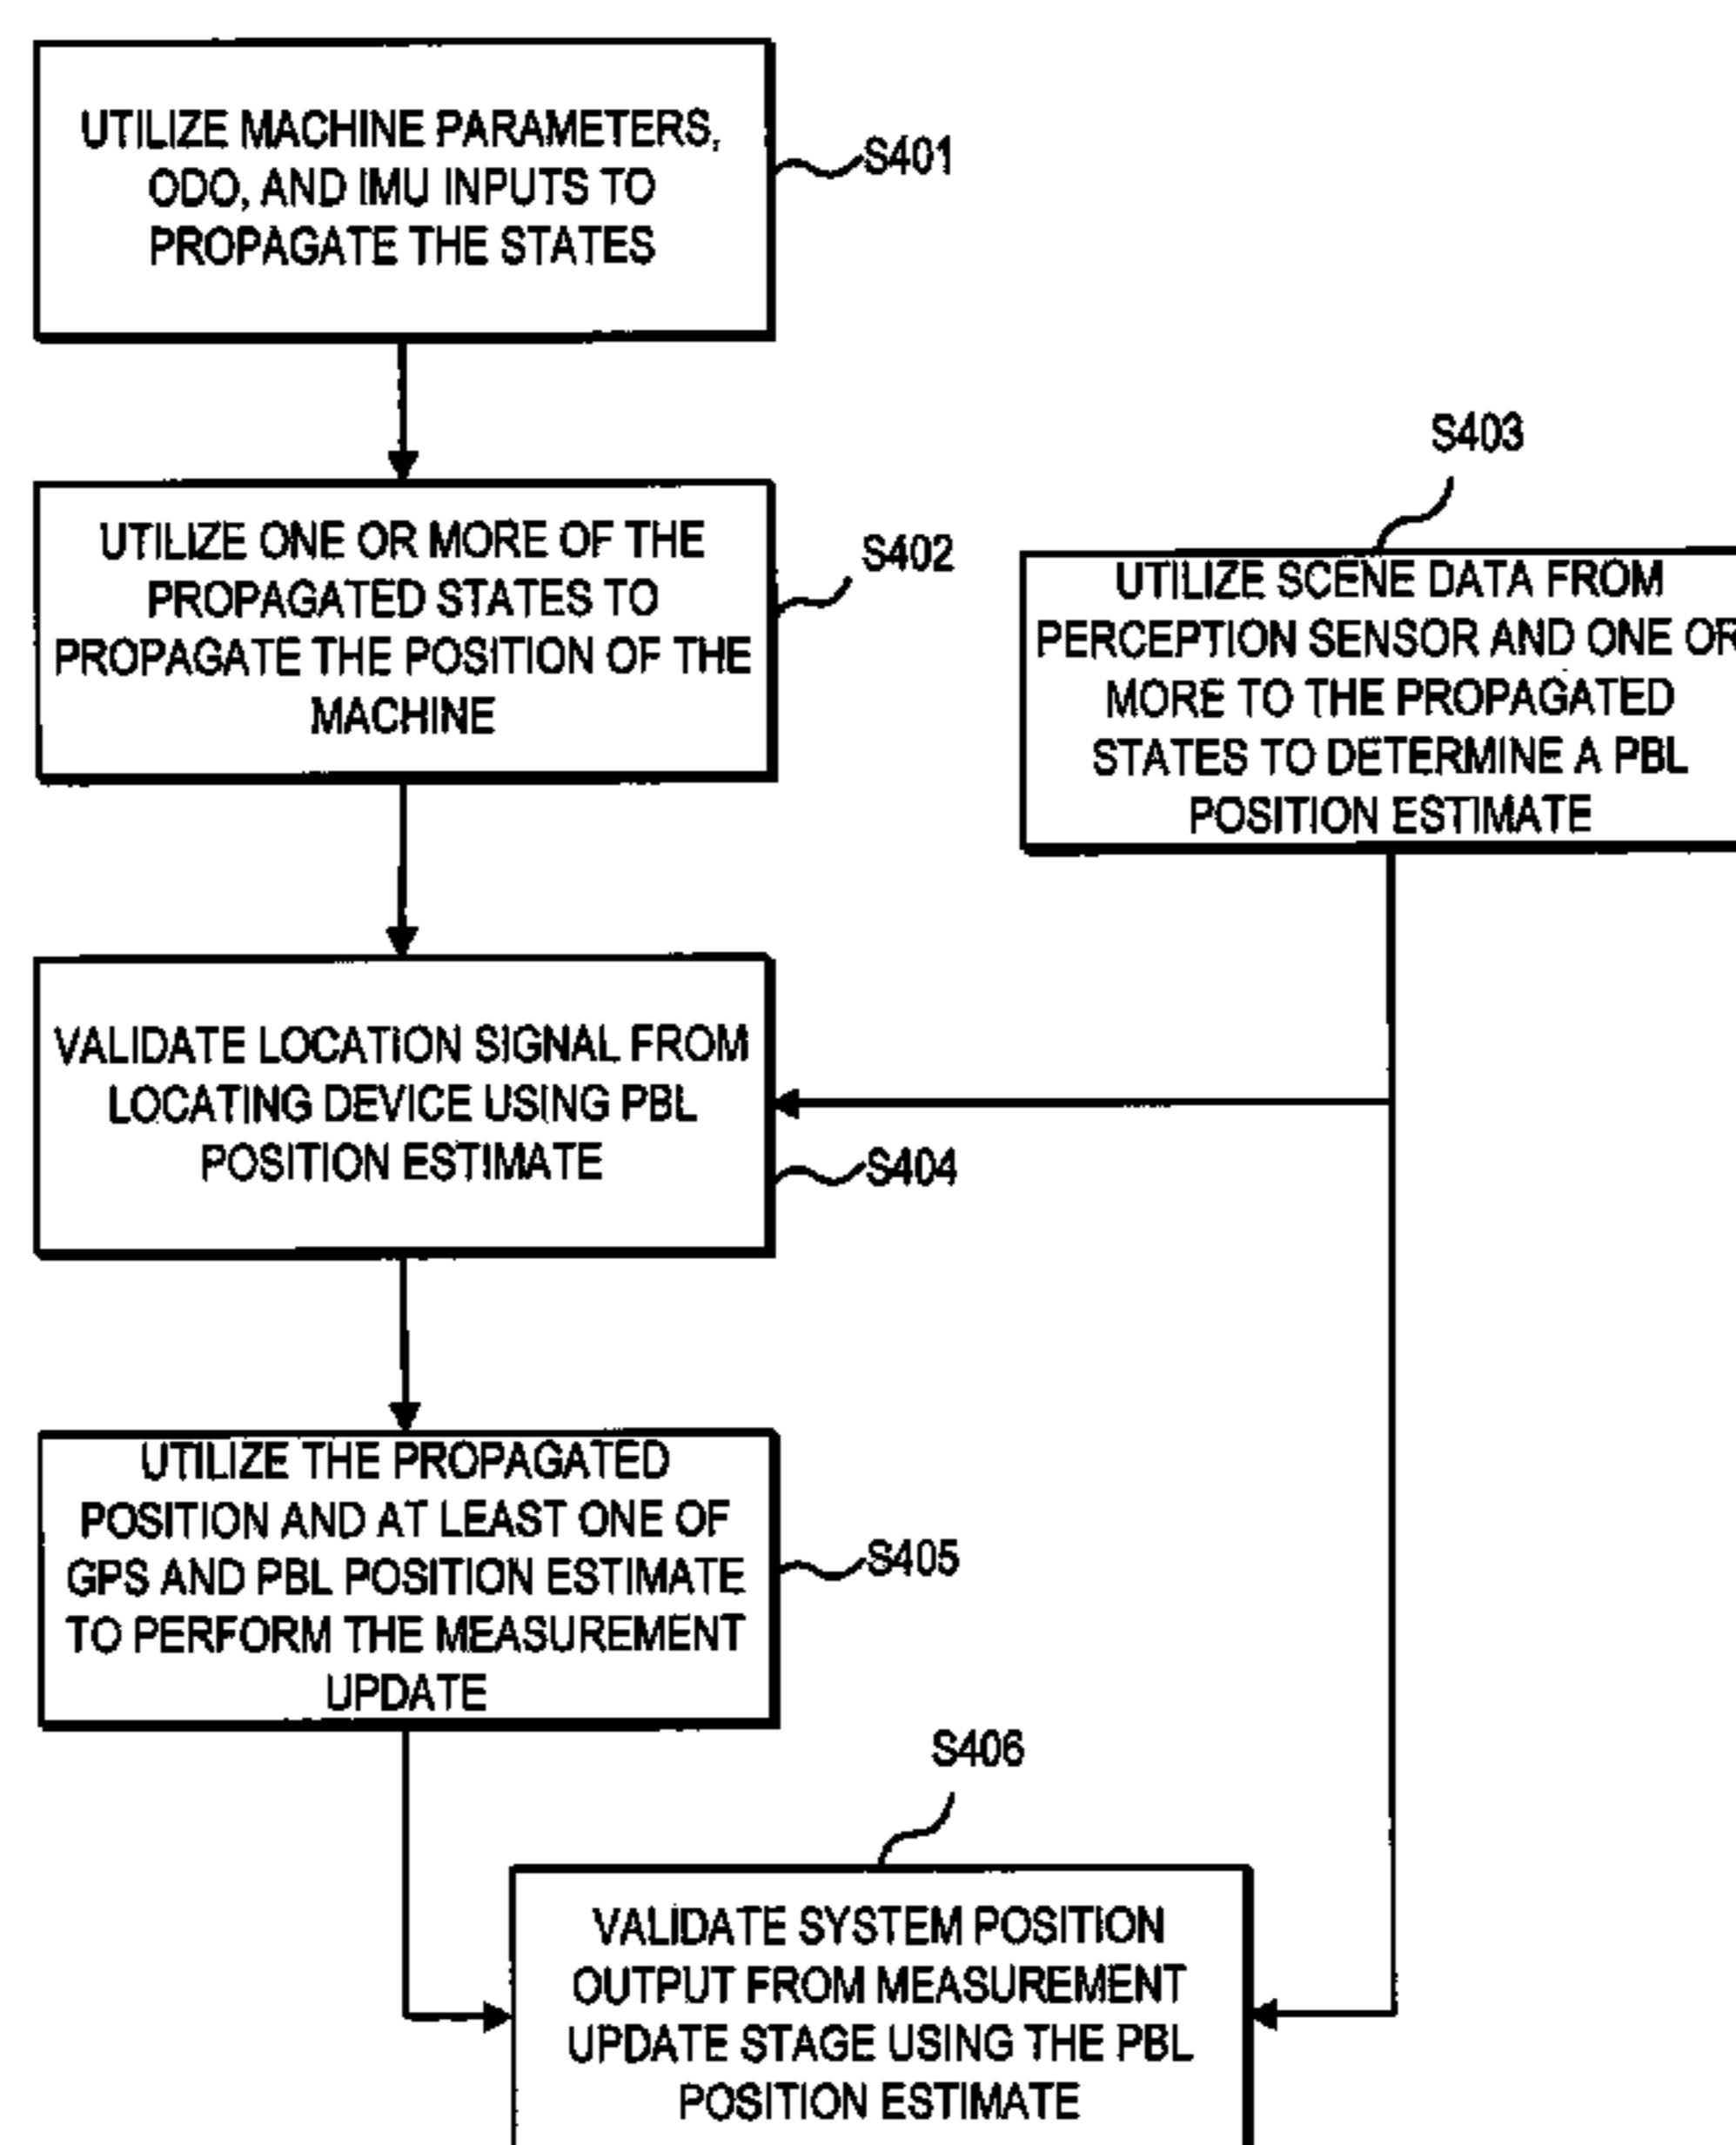 UTILIZE MACHINE PARAMETERS,
ODO, AND IMU INPUTS TO
PROPAGATE THE STATES
S401
UTILIZE ONE OR MORE OF THE
PROPAGATED STATES TO
PROPAGATE THE POSITION OF THE
MACHINE
S402
S403
UTILIZE SCENE DATA FROM
PERCEPTION SENSOR AND ONE OR
MORE TO THE PROPAGATED
STATES TO DETERMINE A PBL
POSITION ESTIMATE
VALIDATE LOCATION SIGNAL FROM
LOCATING DEVICE USING PBL
POSITION ESTIMATE
S404
UTILIZE THE PROPAGATED
POSITION AND AT LEAST ONE OF
GPS AND PBL POSITION ESTIMATE
TO PERFORM THE MEASUREMENT
UPDATE
S405
S406
VALIDATE SYSTEM POSITION
OUTPUT FROM MEASUREMENT
UPDATE STAGE USING THE PBL
POSITION ESTIMATE